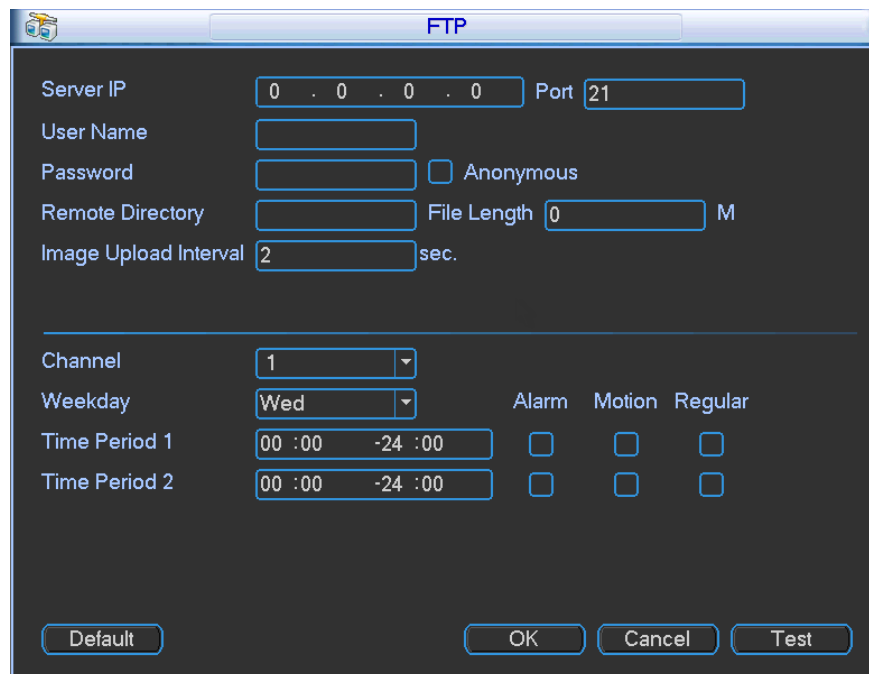 FTP
Server IP 0 . 0 . 0 . 0 Port 21
User Name
Password Anonymous
Remote Directory File Length 0 M
Image Upload Interval 2 sec.
Channel 1
Weekday Wed Alarm Motion Regular
Time Period 1 00 :00 -24 :00
Time Period 2 00 :00 -24 :00
Default OK Cancel Test